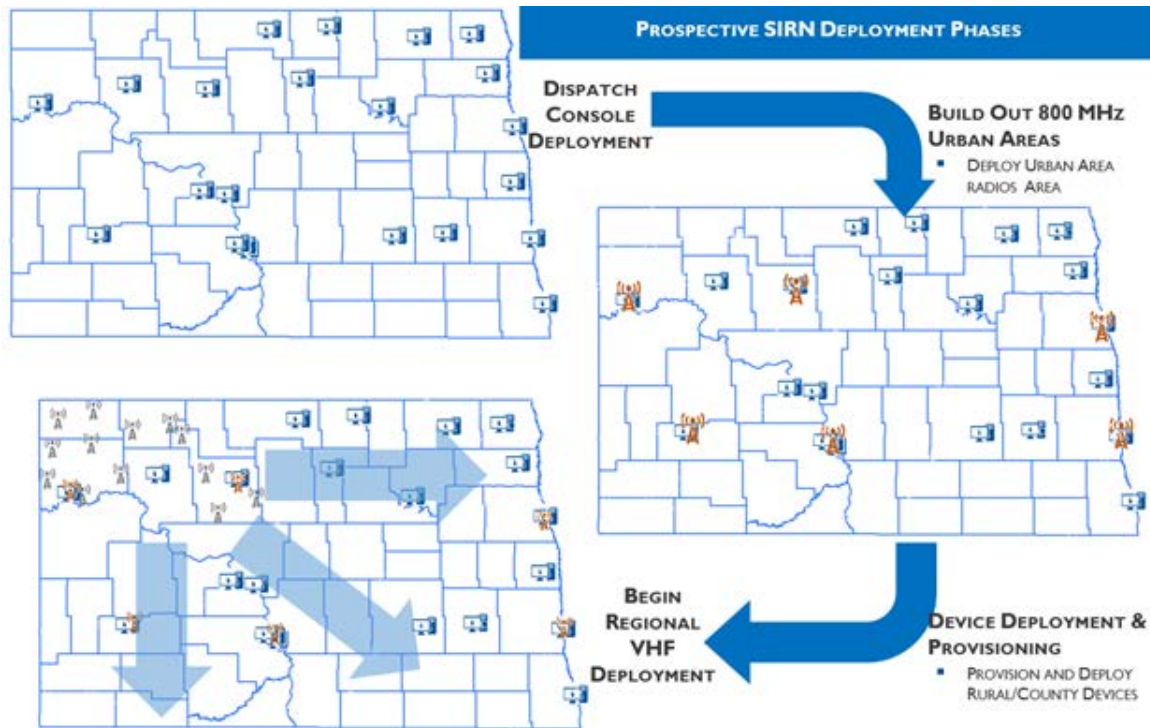 PROSPECTIVE SIRN DEPLOYMENT PHASES
DISPATCH
CONSOLE
DEPLOYMENT
BUILD OUT 800 MHZ
URBAN AREAS
▪ DEPLOY URBAN AREA
RADIOS AREA
DEVICE DEPLOYMENT &
PROVISIONING
▪ PROVISION AND DEPLOY
RURAL/COUNTY DEVICES
BEGIN
REGIONAL
VHF
DEPLOYMENT